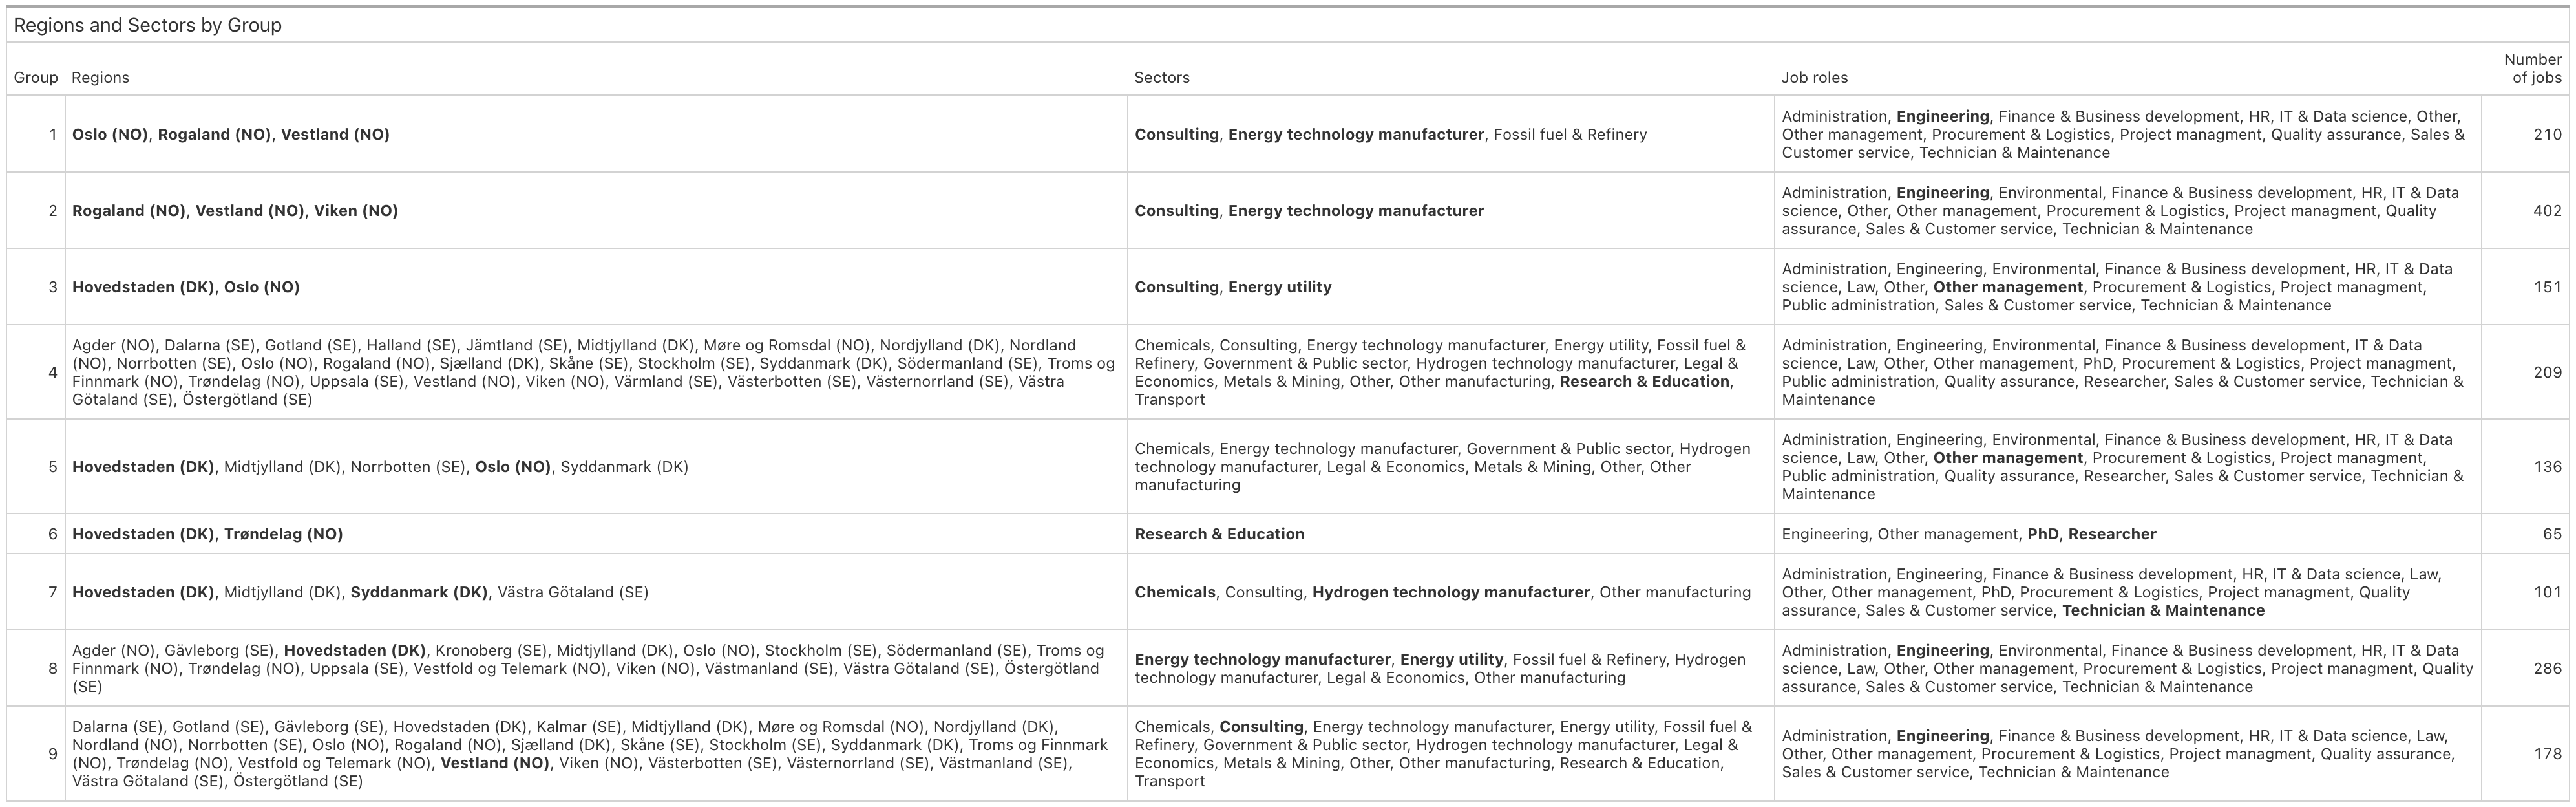 Regions and Sectors by Group
Number
Group Regions Sectors Job roles of jobs
Administration, Engineering, Finance & Business development, HR, IT & Data science, Other,
1 Oslo (NO), Rogaland (NO), Vestland (NO) Consulting, Energy technology manufacturer, Fossil fuel & Refinery Other management, Procurement & Logistics, Project managment, Quality assurance, Sales & 210
Customer service, Technician & Maintenance
Administration, Engineering, Environmental, Finance & Business development, HR, IT & Data
2 Rogaland (NO), Vestland (NO), Viken (NO) Consulting, Energy technology manufacturer science, Other, Other management, Procurement & Logistics, Project managment, Quality 402
assurance, Sales & Customer service, Technician & Maintenance
Administration, Engineering, Environmental, Finance & Business development, HR, IT & Data
3 Hovedstaden (DK), Oslo (NO) Consulting, Energy utility science, Law, Other, Other management, Procurement & Logistics, Project managment, 151
Public administration, Sales & Customer service, Technician & Maintenance
4
Agder (NO), Dalarna (SE), Gotland (SE), Halland (SE), Jämtland (SE), Midtjylland (DK), Møre og Romsdal (NO), Nordjylland (DK), Nordland
(NO), Norrbotten (SE), Oslo (NO), Rogaland (NO), Sjælland (DK), Skåne (SE), Stockholm (SE), Syddanmark (DK), Södermanland (SE), Troms og
Finnmark (NO), Trøndelag (NO), Uppsala (SE), Vestland (NO), Viken (NO), Värmland (SE), Västerbotten (SE), Västernorrland (SE), Västra
Götaland (SE), Östergötland (SE)
Chemicals, Consulting, Energy technology manufacturer, Energy utility, Fossil fuel &
Refinery, Government & Public sector, Hydrogen technology manufacturer, Legal &
Economics, Metals & Mining, Other, Other manufacturing, Research & Education,
Transport
Administration, Engineering, Environmental, Finance & Business development, IT & Data
science, Law, Other, Other management, PhD, Procurement & Logistics, Project managment,
Public administration, Quality assurance, Researcher, Sales & Customer service, Technician &
Maintenance
209
5
Hovedstaden (DK), Midtjylland (DK), Norrbotten (SE), Oslo (NO), Syddanmark (DK)
Chemicals, Energy technology manufacturer, Government & Public sector, Hydrogen
technology manufacturer, Legal & Economics, Metals & Mining, Other, Other
manufacturing
Administration, Engineering, Environmental, Finance & Business development, HR, IT & Data
science, Law, Other, Other management, Procurement & Logistics, Project managment,
Public administration, Quality assurance, Researcher, Sales & Customer service, Technician &
Maintenance
136
6 Hovedstaden (DK), Trøndelag (NO) Research & Education Engineering, Other management, PhD, Researcher 65
7
Hovedstaden (DK), Midtjylland (DK), Syddanmark (DK), Västra Götaland (SE)
Chemicals, Consulting, Hydrogen technology manufacturer, Other manufacturing
Administration, Engineering, Finance & Business development, HR, IT & Data science, Law,
Other, Other management, PhD, Procurement & Logistics, Project managment, Quality
assurance, Sales & Customer service, Technician & Maintenance
101
8
Agder (NO), Gävleborg (SE), Hovedstaden (DK), Kronoberg (SE), Midtjylland (DK), Oslo (NO), Stockholm (SE), Södermanland (SE), Troms og
Finnmark (NO), Trøndelag (NO), Uppsala (SE), Vestfold og Telemark (NO), Viken (NO), Västmanland (SE), Västra Götaland (SE), Östergötland
(SE)
Energy technology manufacturer, Energy utility, Fossil fuel & Refinery, Hydrogen
technology manufacturer, Legal & Economics, Other manufacturing
Administration, Engineering, Environmental, Finance & Business development, HR, IT & Data
science, Law, Other, Other management, Procurement & Logistics, Project managment, Quality
assurance, Sales & Customer service, Technician & Maintenance
286
9
Dalarna (SE), Gotland (SE), Gävleborg (SE), Hovedstaden (DK), Kalmar (SE), Midtjylland (DK), Møre og Romsdal (NO), Nordjylland (DK),
Nordland (NO), Norrbotten (SE), Oslo (NO), Rogaland (NO), Sjælland (DK), Skåne (SE), Stockholm (SE), Syddanmark (DK), Troms og Finnmark
(NO), Trøndelag (NO), Vestfold og Telemark (NO), Vestland (NO), Viken (NO), Västerbotten (SE), Västernorrland (SE), Västmanland (SE),
Västra Götaland (SE), Östergötland (SE)
Chemicals, Consulting, Energy technology manufacturer, Energy utility, Fossil fuel &
Refinery, Government & Public sector, Hydrogen technology manufacturer, Legal &
Economics, Metals & Mining, Other, Other manufacturing, Research & Education,
Transport
Administration, Engineering, Finance & Business development, HR, IT & Data science, Law,
Other, Other management, Procurement & Logistics, Project managment, Quality assurance,
Sales & Customer service, Technician & Maintenance
178